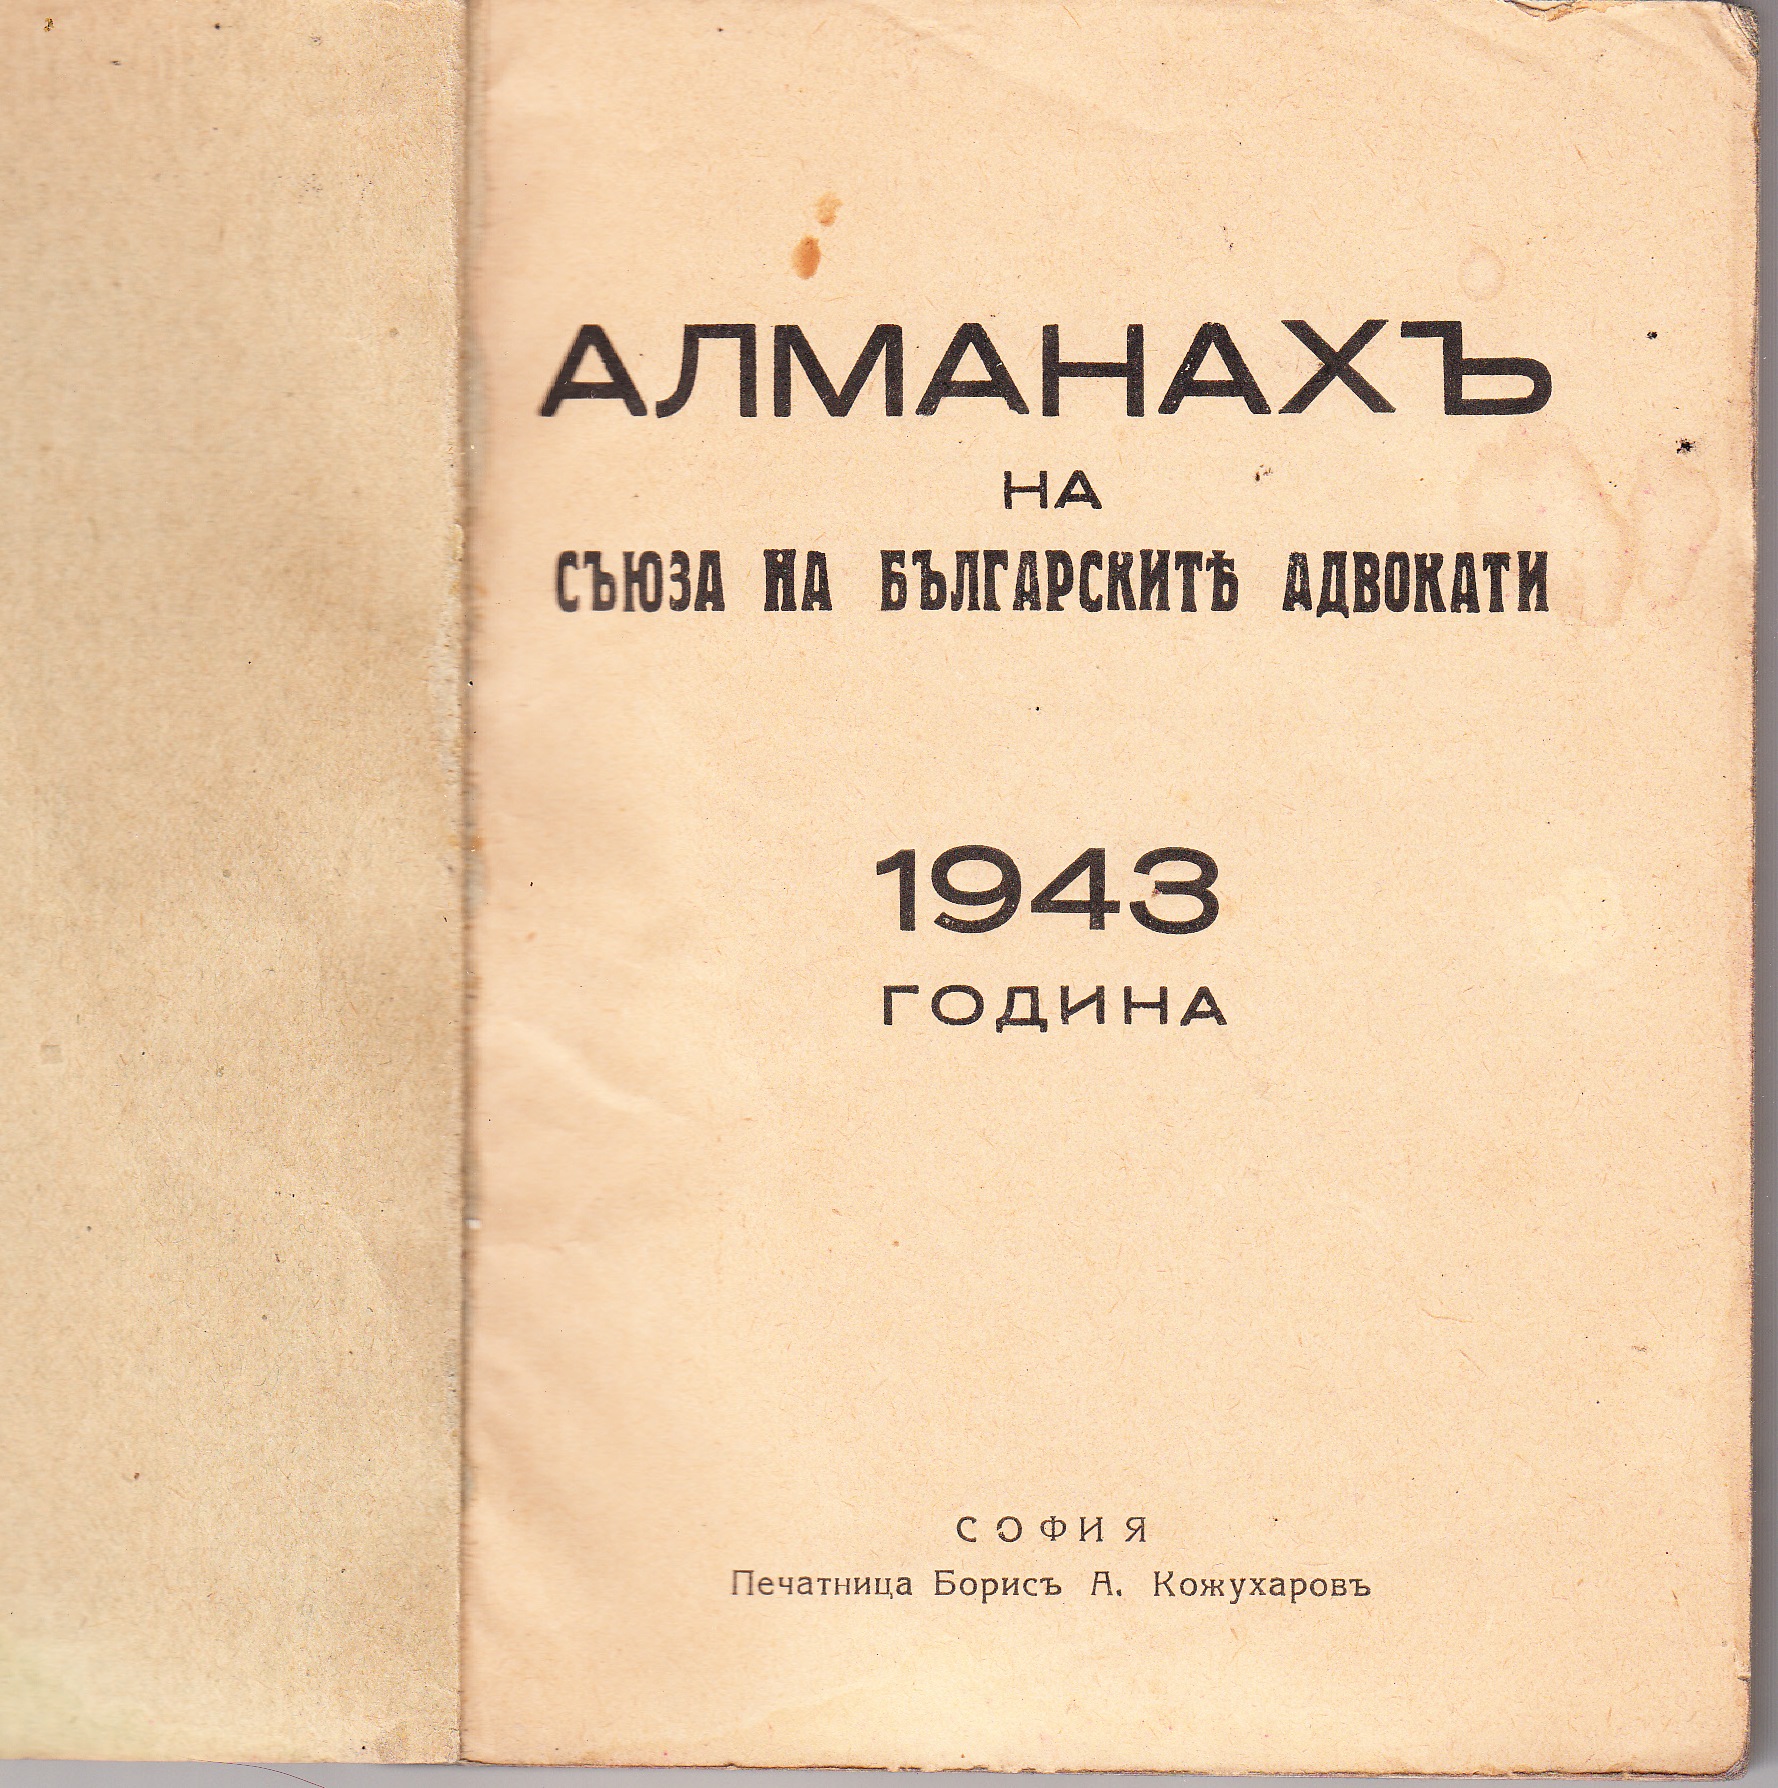 АЛМАНАХЪ
НА
СЪЮЗА НА БЪЛГАРСКИТѢ АДВОКАТИ
1943
ГОДИНА
СОФИЯ
Печатница Борисъ А. Кожухаровъ